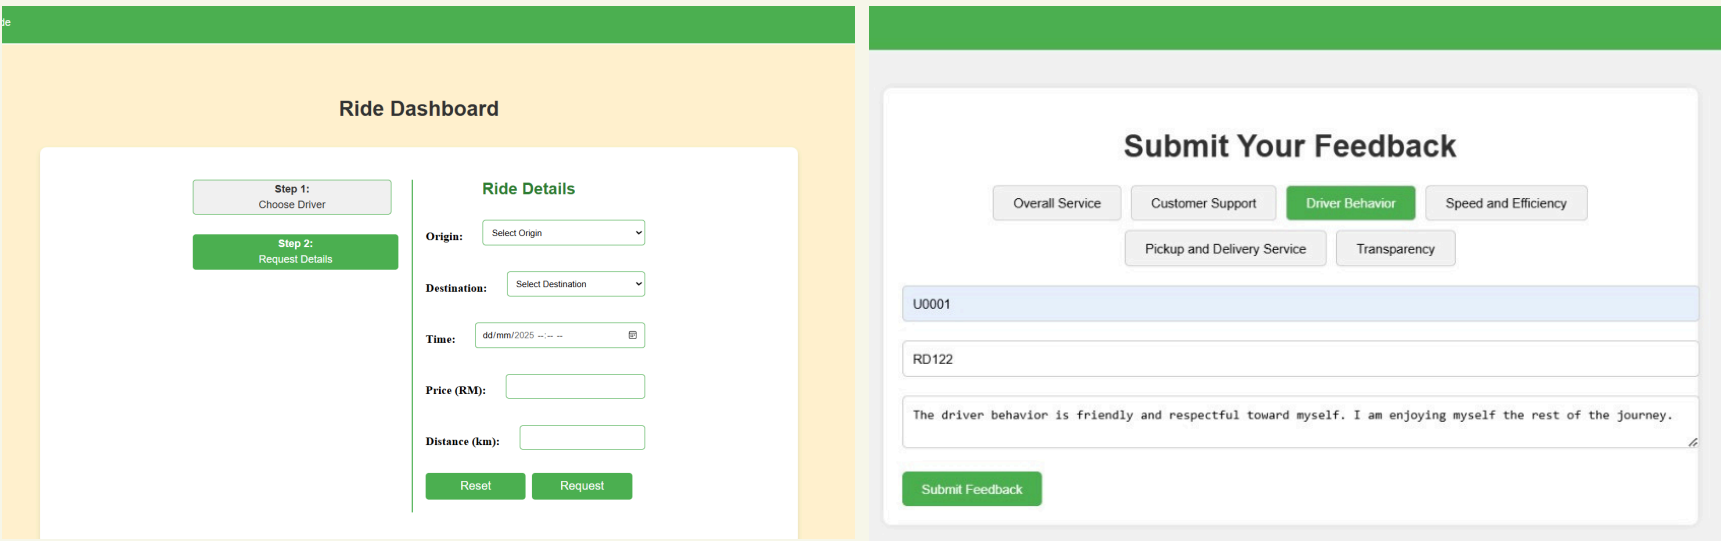 de
Ride Dashboard
Step 1:
Choose Driver
Step 2:
Request Details
Ride Details
Origin:
Select Origin
Destination:
Select Destination
Time:
dd/mm/2025 --:-- --
Price (RM):
Distance (km):
Reset
Request
Submit Your Feedback
Overall Service
Customer Support
Driver Behavior
Speed and Efficiency
Pickup and Delivery Service
Transparency
U0001
RD122
The driver behavior is friendly and respectful toward myself. I am enjoying myself the rest of the journey.
Submit Feedback